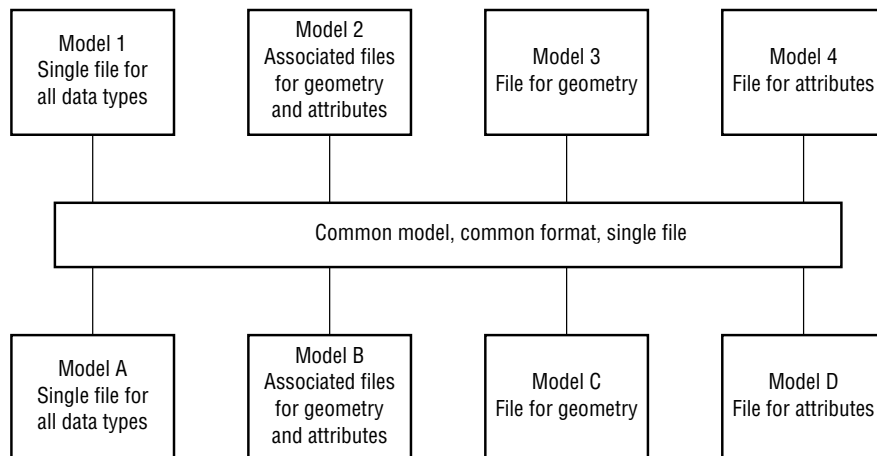 Model 1
Single file for
all data types
Model 2
Associated files
for geometry
and attributes
Model 3
File for geometry
Model 4
File for attributes
Common model, common format, single file
Model A
Single file for
all data types
Model B
Associated files
for geometry
and attributes
Model C
File for geometry
Model D
File for attributes